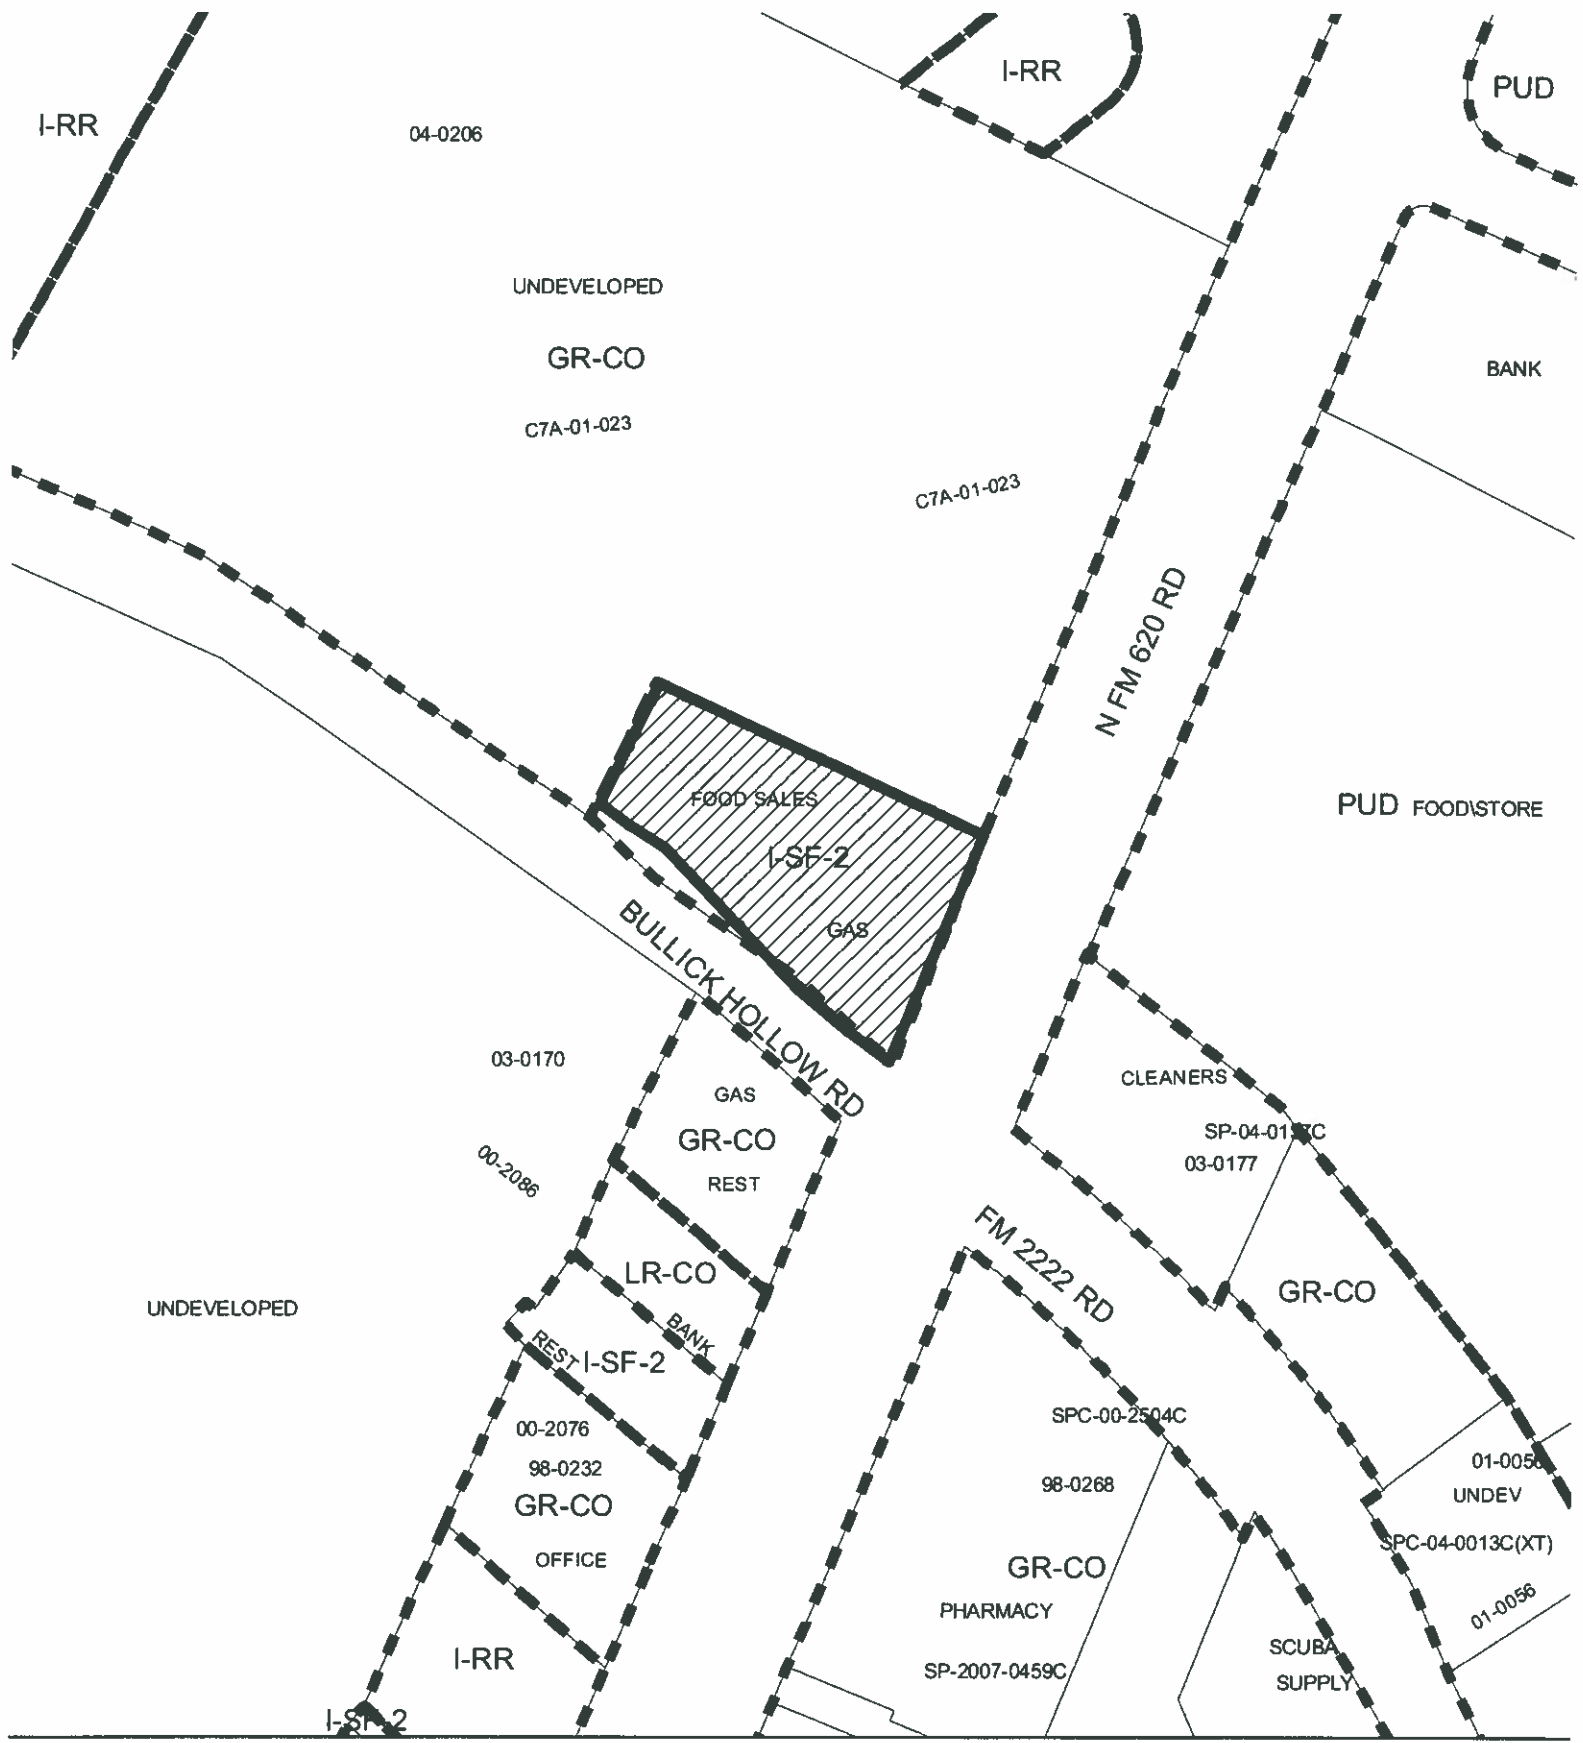 I-RR
PUD
I-RR
04-0206
UNDEVELOPED
GR-CO
C7A-01-023
BANK
C7A-01-023
N FM 620 RD
FOOD SALES
I-SF-2
GAS
PUD FOOD\STORE
BULLICK HOLLOW RD
03-0170
00-2086
GAS
GR-CO
REST
CLEANERS
03-0177
FM 2222 RD
LR-CO
BANK
GR-CO
UNDEVELOPED
REST I-SF-2
00-2076
98-0232
GR-CO
OFFICE
SPC-00-2504C
98-0268
GR-CO
PHARMACY
SP-2007-0459C
UNDEV
SPC-04-0013C(XT)
01-0056
SCUBA
SUPPLY
I-RR
I-SF-2